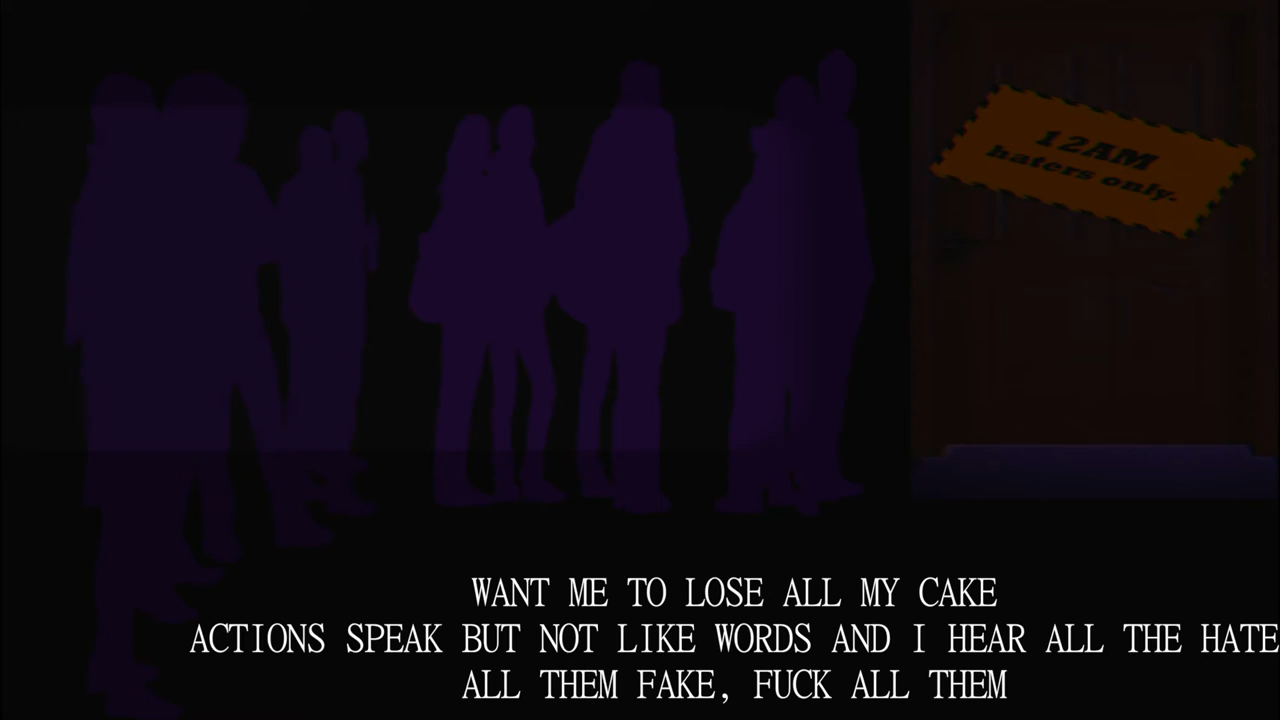 12AM
haters only.
WANT ME TO LOSE ALL MY CAKE
ACTIONS SPEAK BUT NOT LIKE WORDS AND I HEAR ALL THE HATE
ALL THEM FAKE, FUCK ALL THEM